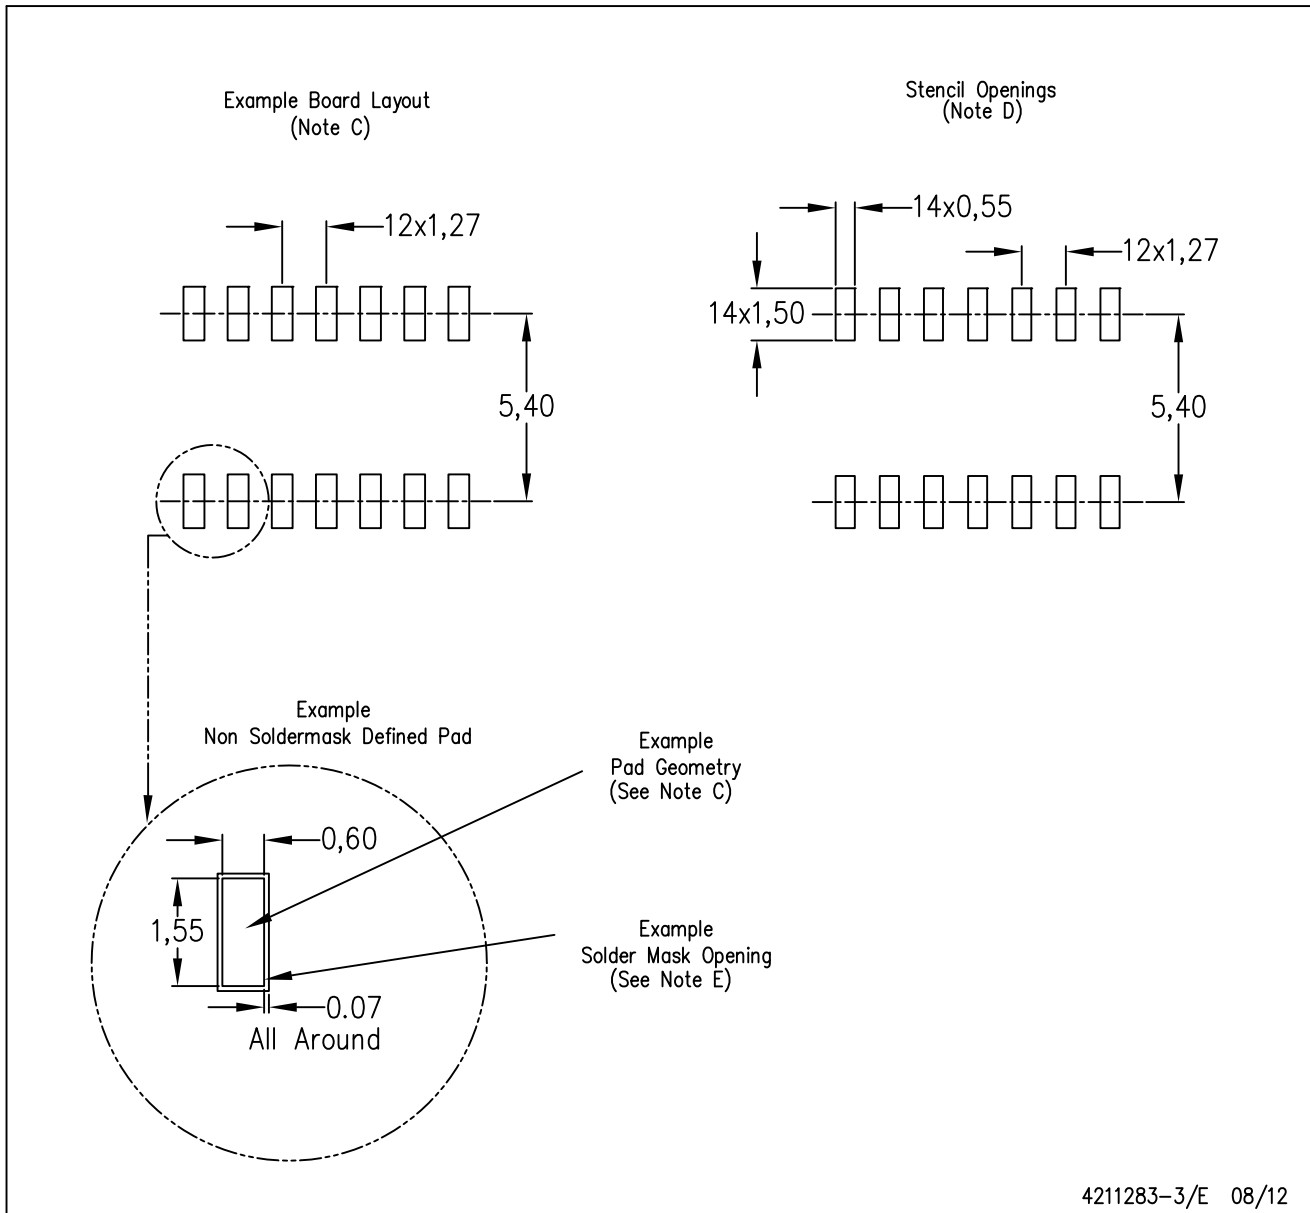 Example Board Layout
(Note C)
Stencil Openings
(Note D)
12x1,27
5,40
14x0,55
12x1,27
14x1,50
5,40
Example
Non Soldermask Defined Pad
0,60
1,55
0.07
All Around
Example
Pad Geometry
(See Note C)
Example
Solder Mask Opening
(See Note E)
4211283-3/E 08/12